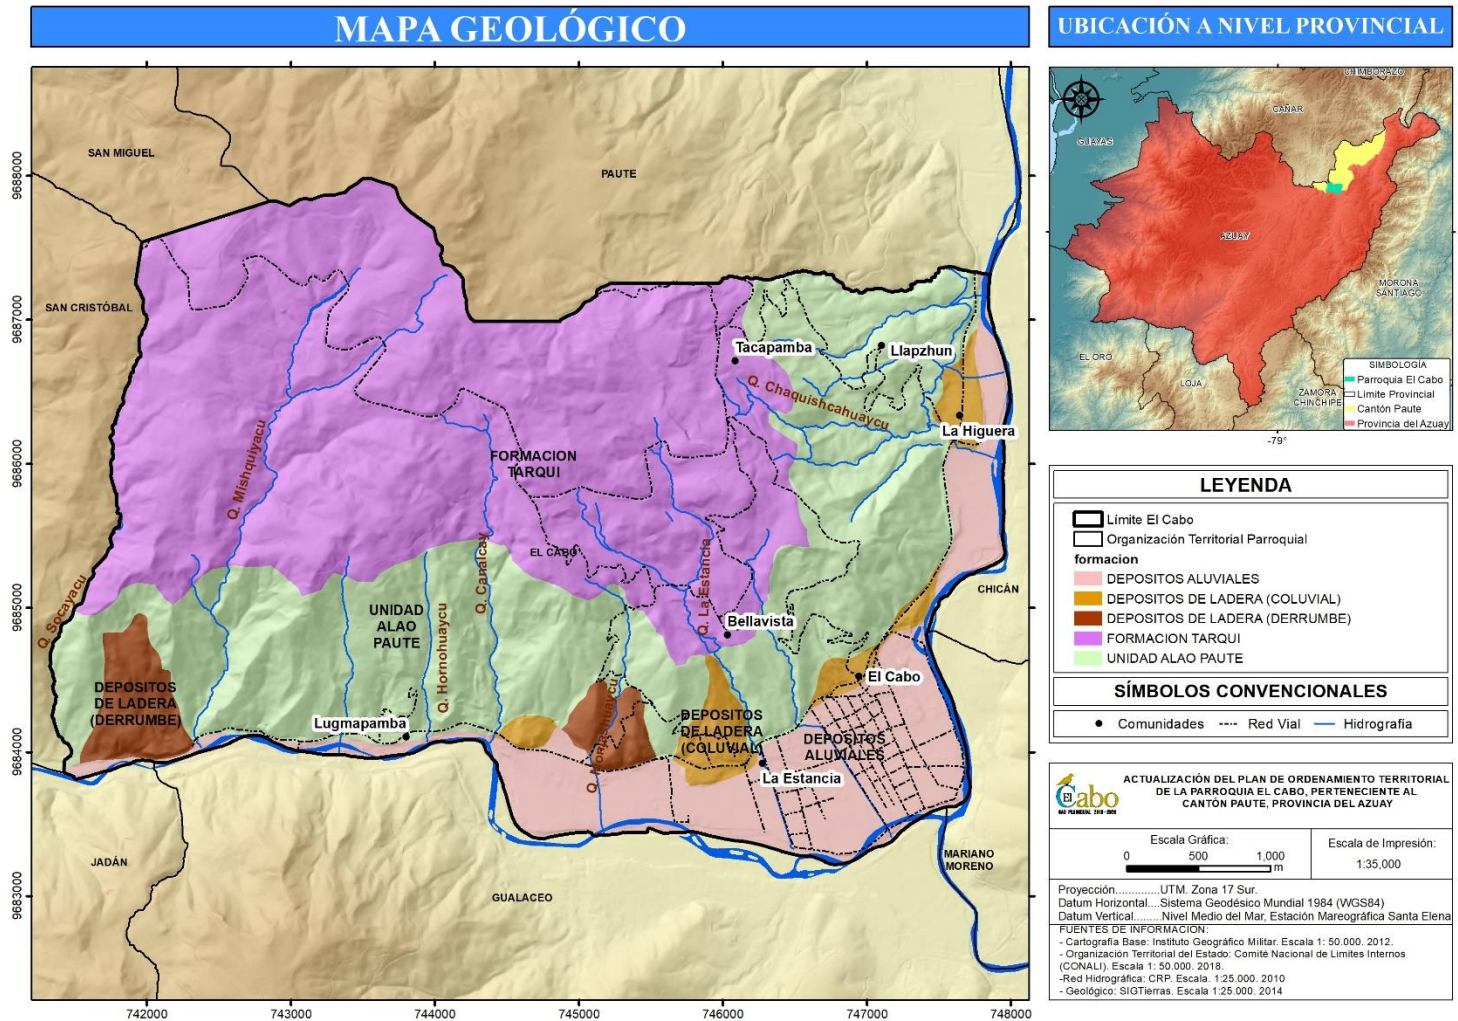 MAPA GEOLÓGICO
UBICACIÓN A NIVEL PROVINCIAL
SAN MIGUEL
PAUTE
SAN CRISTÓBAL
Tacapamba
Llapzhun
Q. Chaquishcahuaycu
La Higuera
Q. Mishquiyacu
FORMACION
TARQUI
EL CABO
Q. Canalcay
Q. La Estancia
Q. Socayacu
UNIDAD
ALAO
PAUTE
Q. Hornohuaycu
Bellavista
CHICÁN
DEPOSITOS
DE LADERA
(DERRUMBE)
El Cabo
Lugmapamba
DEPOSITOS
DE LADERA
(COLUVIAL)
DEPOSITOS
ALUVIALES
La Estancia
JADÁN
GUALACEO
MARIANO
MORENO
9688000
9687000
9686000
9685000
9684000
9683000
742000
743000
744000
745000
746000
747000
748000
CHIMBORAZO
CAÑAR
GUAYAS
AZUAY
MORONA
SANTIAGO
EL ORO
LOJA
ZAMORA
CHINCHIPE
-79°
SIMBOLOGÍA
Parroquia El Cabo
Limite Provincial
Cantón Paute
Provincia del Azuay
LEYENDA
Límite El Cabo
Organización Territorial Parroquial
formacion
DEPOSITOS ALUVIALES
DEPOSITOS DE LADERA (COLUVIAL)
DEPOSITOS DE LADERA (DERRUMBE)
FORMACION TARQUI
UNIDAD ALAO PAUTE
SÍMBOLOS CONVENCIONALES
Comunidades
Red Vial
Hidrografía
El Cabo
ACTUALIZACIÓN DEL PLAN DE ORDENAMIENTO TERRITORIAL
DE LA PARROQUIA EL CABO, PERTENECIENTE AL
CANTÓN PAUTE, PROVINCIA DEL AZUAY
Escala Gráfica:
0 500 1,000
m
Escala de Impresión:
1:35,000
Proyección.............UTM. Zona 17 Sur.
Datum Horizontal....Sistema Geodésico Mundial 1984 (WGS84)
Datum Vertical.........Nivel Medio del Mar, Estación Mareográfica Santa Elena
FUENTES DE INFORMACION:
- Cartografía Base: Instituto Geográfico Militar. Escala 1: 50.000. 2012.
- Organización Territorial del Estado: Comité Nacional de Limites Internos
(CONALI). Escala 1: 50.000. 2018.
-Red Hidrográfica: CRP. Escala. 1:25.000. 2010
- Geológico: SIGTierras. Escala 1:25.000. 2014